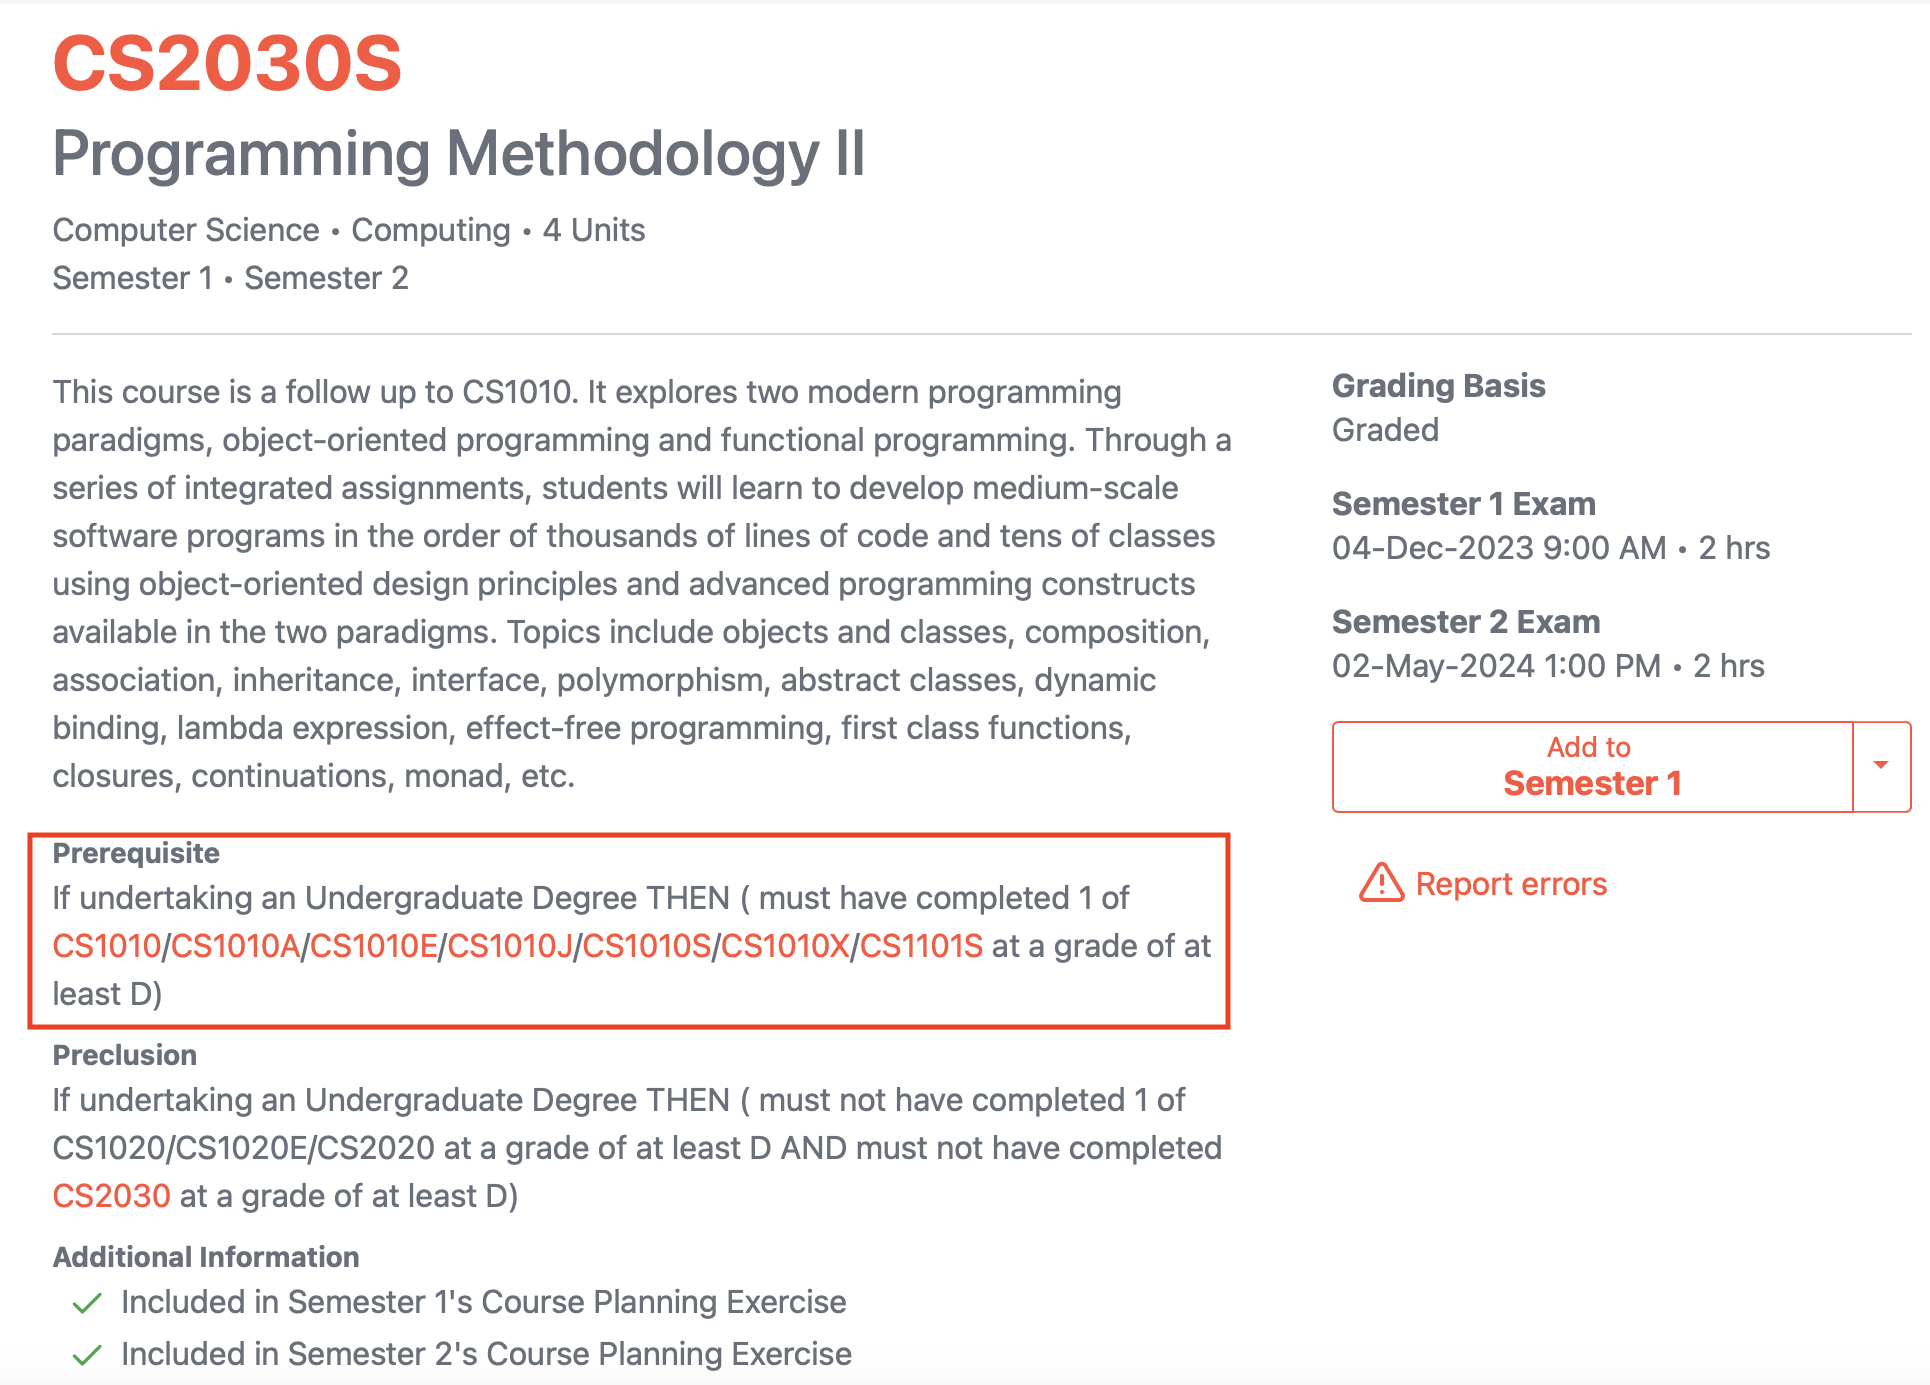 CS2030S
Programming Methodology II
Computer Science • Computing • 4 Units
Semester 1 • Semester 2
This course is a follow up to CS1010. It explores two modern programming
paradigms, object-oriented programming and functional programming. Through a
series of integrated assignments, students will learn to develop medium-scale
software programs in the order of thousands of lines of code and tens of classes
using object-oriented design principles and advanced programming constructs
available in the two paradigms. Topics include objects and classes, composition,
association, inheritance, interface, polymorphism, abstract classes, dynamic
binding, lambda expression, effect-free programming, first class functions,
closures, continuations, monad, etc.
Prerequisite
If undertaking an Undergraduate Degree THEN ( must have completed 1 of
CS1010/CS1010A/CS1010E/CS1010J/CS1010S/CS1010X/CS1101S at a grade of at
least D)
Preclusion
If undertaking an Undergraduate Degree THEN ( must not have completed 1 of
CS1020/CS1020E/CS2020 at a grade of at least D AND must not have completed
CS2030 at a grade of at least D)
Additional Information
Included in Semester 1's Course Planning Exercise
Included in Semester 2's Course Planning Exercise
Grading Basis
Graded
Semester 1 Exam
04-Dec-2023 9:00 AM • 2 hrs
Semester 2 Exam
02-May-2024 1:00 PM • 2 hrs
Add to
Semester 1
Report errors